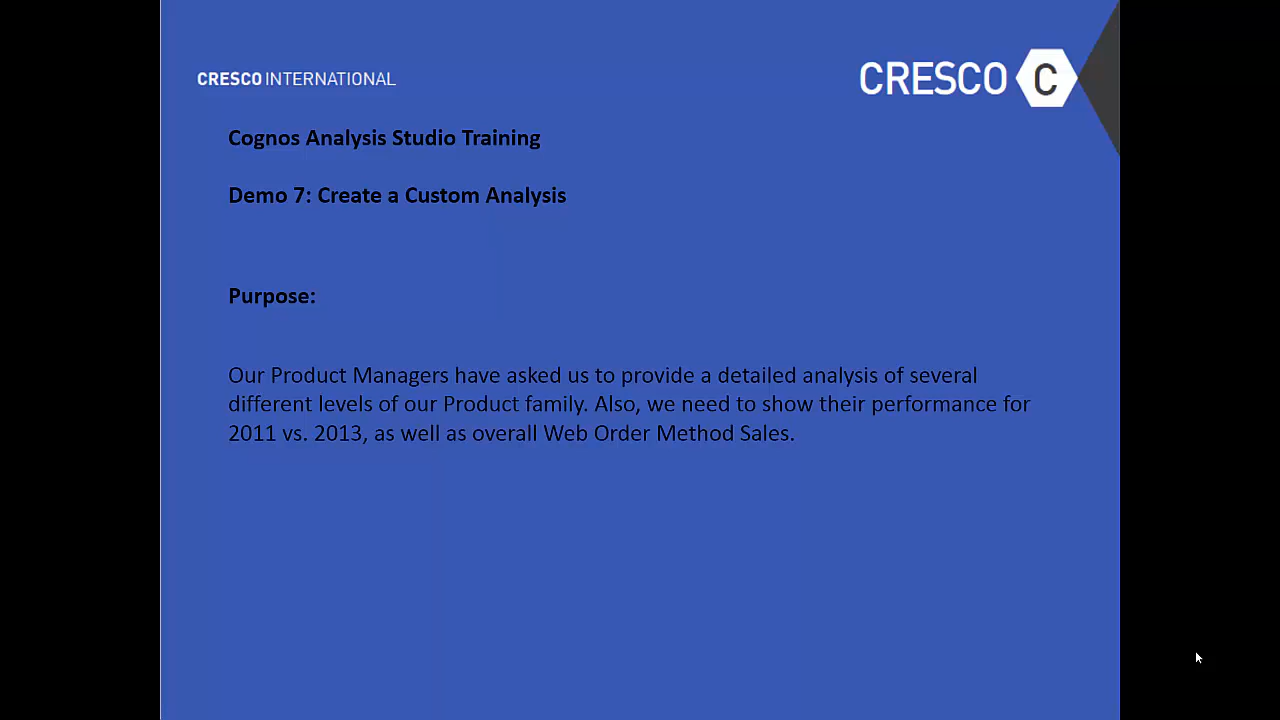 CRESCO INTERNATIONAL
CRESCO C
Cognos Analysis Studio Training
Demo 7: Create a Custom Analysis
Purpose:
Our Product Managers have asked us to provide a detailed analysis of several
different levels of our Product family. Also, we need to show their performance for
2011 vs. 2013, as well as overall Web Order Method Sales.